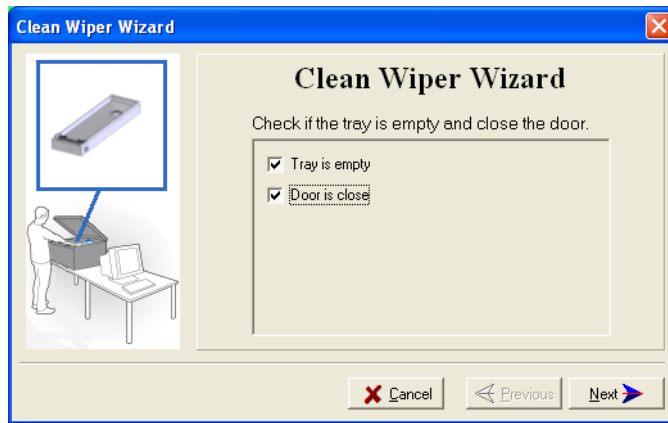 Clean Wiper Wizard
Clean Wiper Wizard
Check if the tray is empty and close the door.
Tray is empty
Door is close
Cancel Previous Next